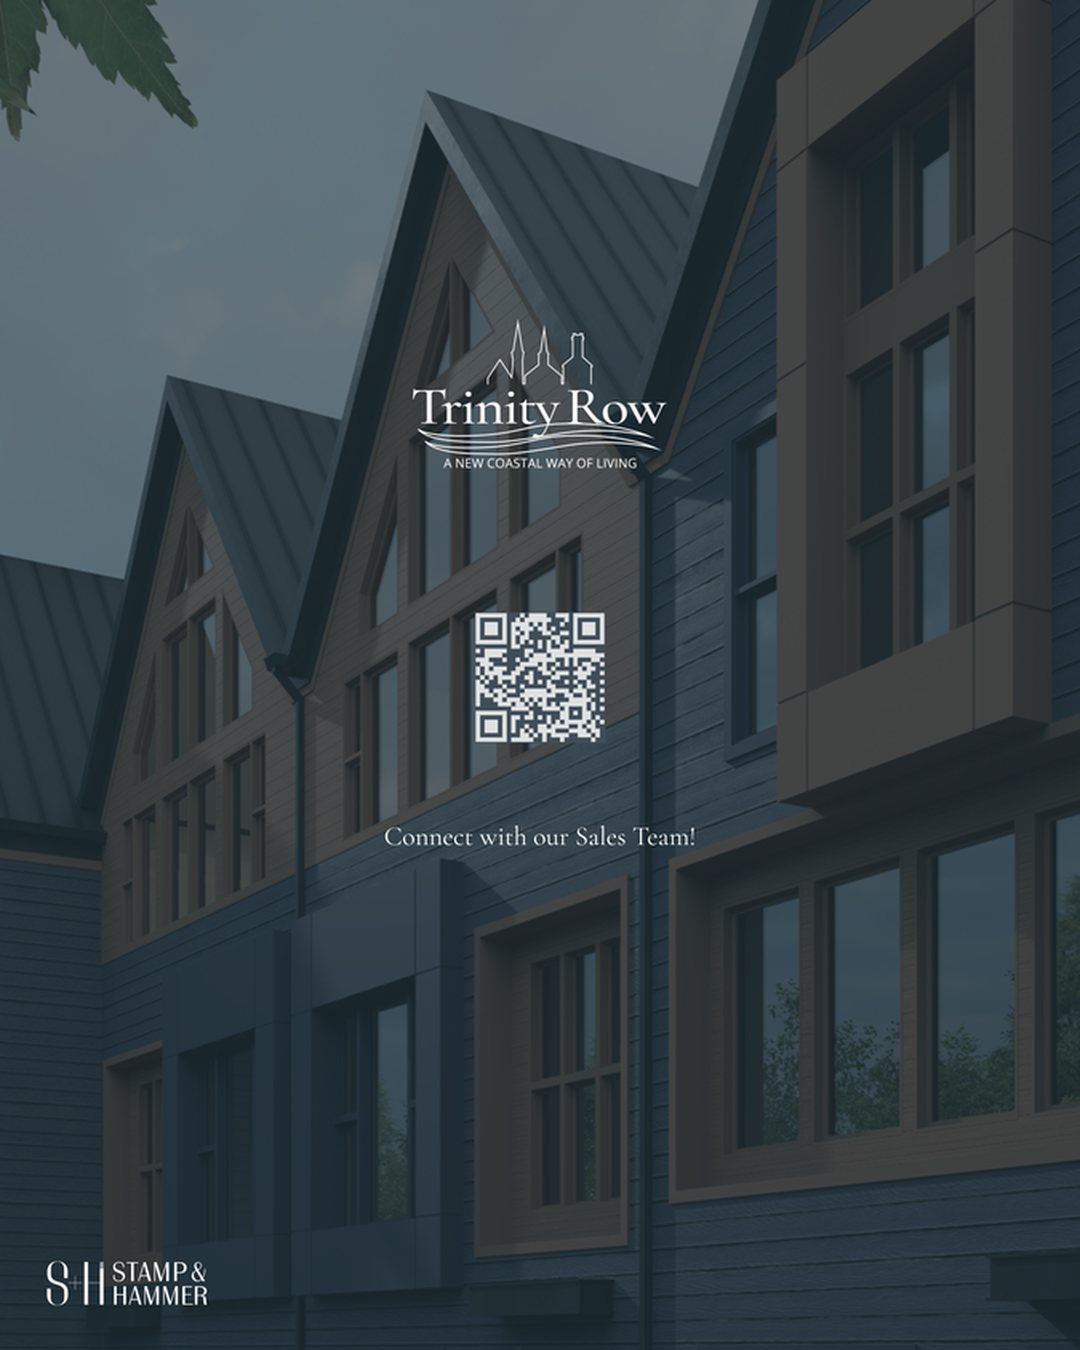 Trinity Row
A NEW COASTAL WAY OF LIVING
Connect with our Sales Team!
S+H STAMP &
HAMMER